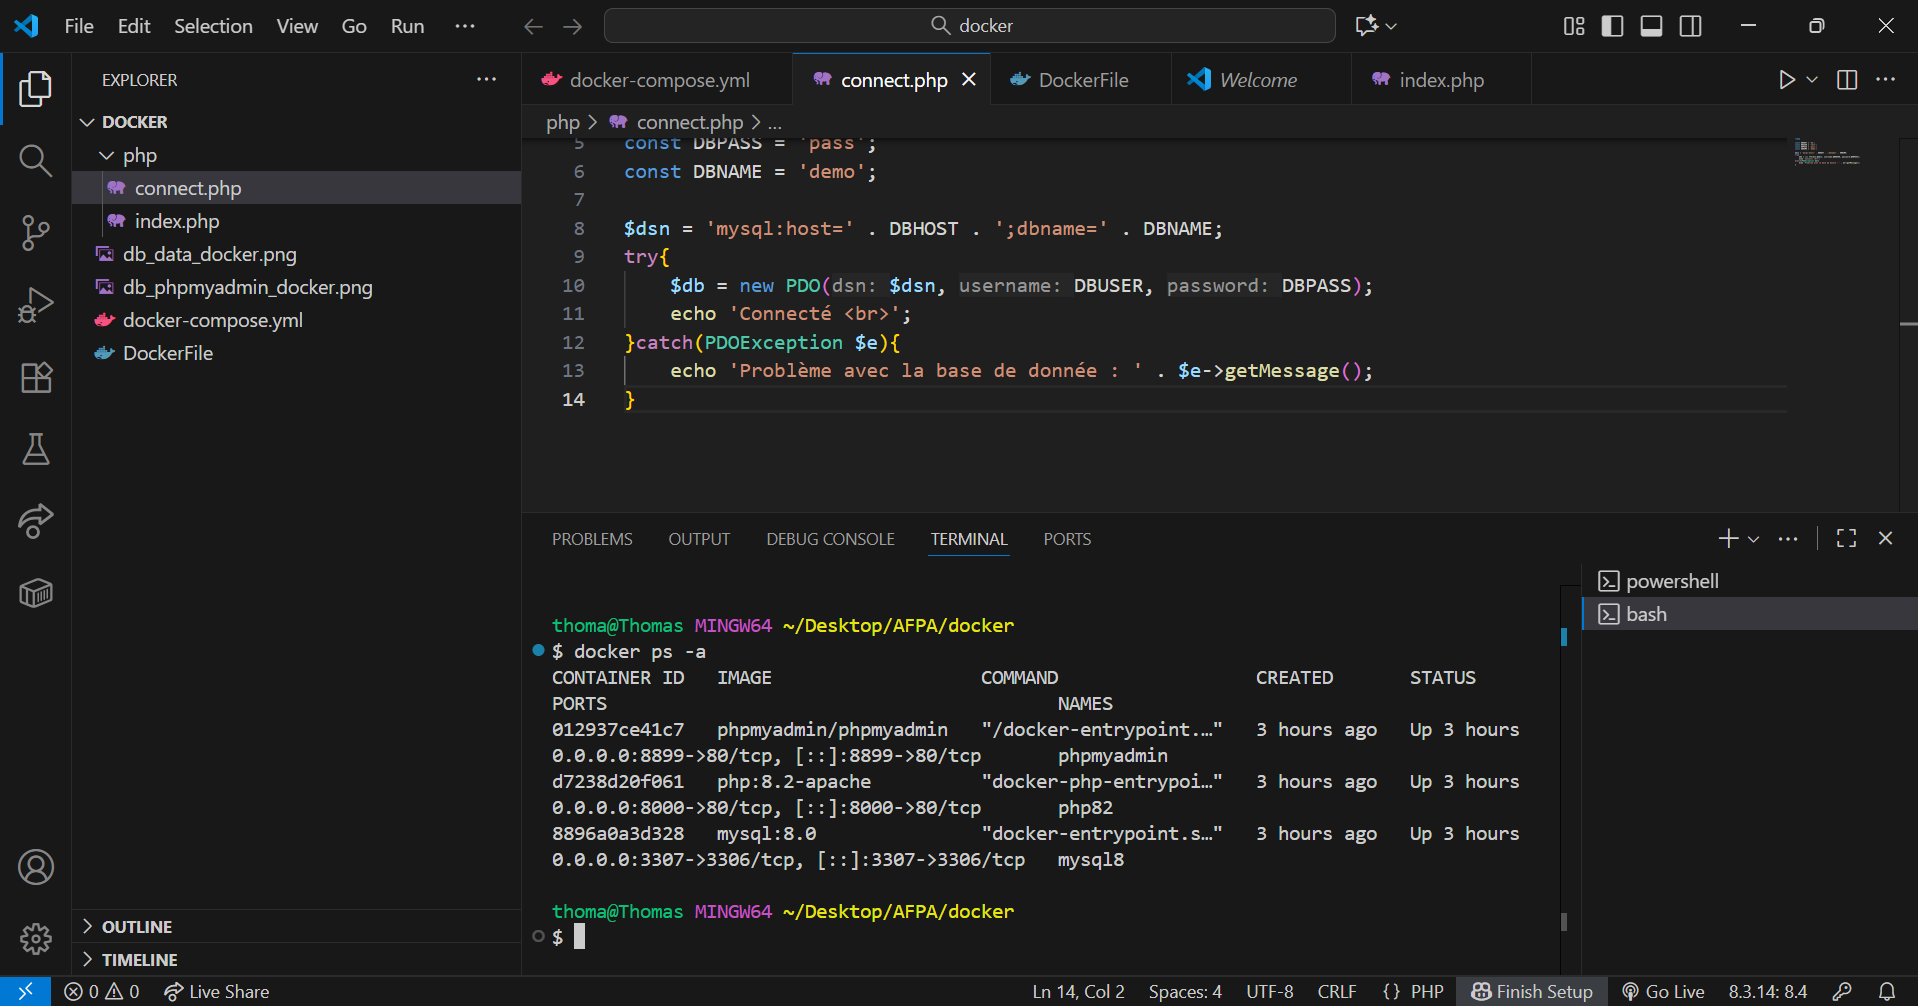 File Edit Selection View Go Run ··· docker
EXPLORER ···
DOCKER
php
connect.php
index.php
db_data_docker.png
db_phpmyadmin_docker.png
docker-compose.yml
DockerFile
OUTLINE
TIMELINE
docker-compose.yml connect.php DockerFile Welcome index.php ···
php > connect.php > ...
5 const DBPASS = 'pass';
6 const DBNAME = 'demo';
7
8 $dsn = 'mysql:host=' . DBHOST . ';dbname=' . DBNAME;
9 try{
10 $db = new PDO(dsn: $dsn, username: DBUSER, password: DBPASS);
11 echo 'Connecté <br>';
12 }catch(PDOException $e){
13 echo 'Problème avec la base de donnée : ' . $e->getMessage();
14 }
PROBLEMS OUTPUT DEBUG CONSOLE TERMINAL PORTS ···
powershell
bash
thoma@Thomas MINGW64 ~/Desktop/AFPA/docker
$ docker ps -a
CONTAINER ID IMAGE COMMAND CREATED STATUS
PORTS NAMES
012937ce41c7 phpmyadmin/phpmyadmin "/docker-entrypoint.…" 3 hours ago Up 3 hours
0.0.0.0:8899->80/tcp, [::]:8899->80/tcp phpmyadmin
d7238d20f061 php:8.2-apache "docker-php-entrypoi…" 3 hours ago Up 3 hours
0.0.0.0:8000->80/tcp, [::]:8000->80/tcp php82
8896a0a3d328 mysql:8.0 "docker-entrypoint.s…" 3 hours ago Up 3 hours
0.0.0.0:3307->3306/tcp, [::]:3307->3306/tcp mysql8
thoma@Thomas MINGW64 ~/Desktop/AFPA/docker
$
0 0 Live Share Ln 14, Col 2 Spaces: 4 UTF-8 CRLF {} PHP Finish Setup Go Live 8.3.14: 8.4